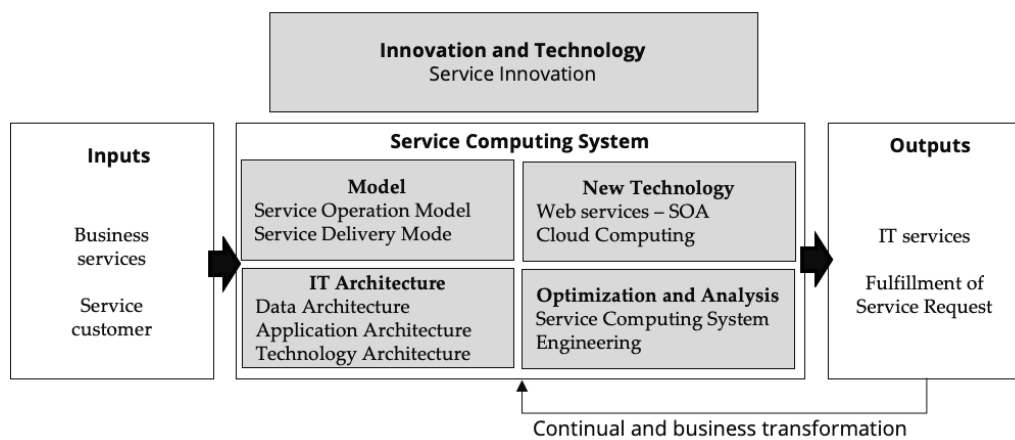 Innovation and Technology
Service Innovation
Inputs
Business
services
Service
customer
Service Computing System
Model
Service Operation Model
Service Delivery Mode
New Technology
Web services – SOA
Cloud Computing
IT Architecture
Data Architecture
Application Architecture
Technology Architecture
Optimization and Analysis
Service Computing System
Engineering
Outputs
IT services
Fulfillment of
Service Request
Continual and business transformation